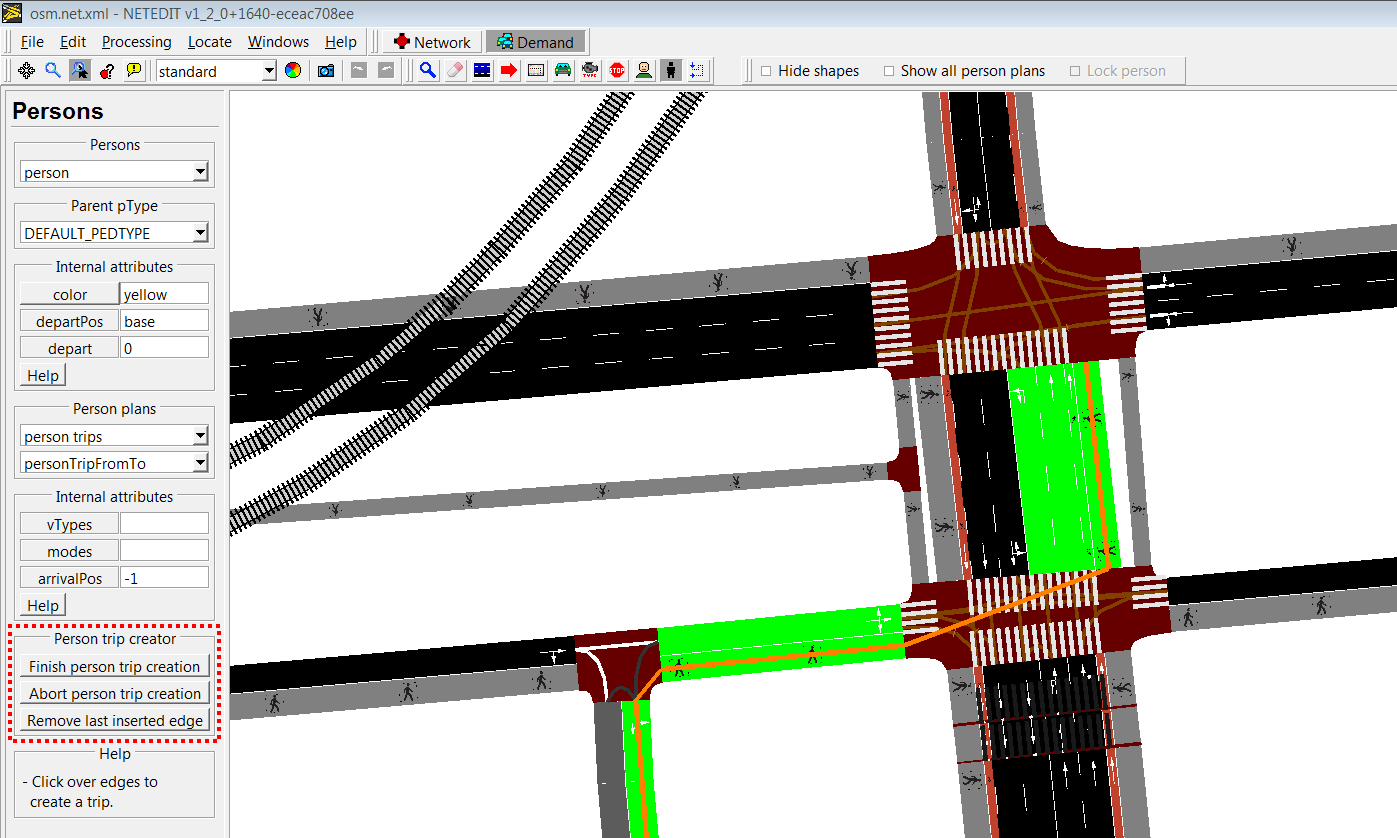 osm.net.xml - NETEDIT v1_2_0+1640-eceac708ee
File Edit Processing Locate Windows Help Network Demand
standard TYPE STOP Hide shapes Show all person plans Lock person
Persons
Persons
person
Parent pType
DEFAULT_PEDTYPE
Internal attributes
color yellow
departPos base
depart 0
Help
Person plans
person trips
personTripFromTo
Internal attributes
vTypes
modes
arrivalPos -1
Help
Person trip creator
Finish person trip creation
Abort person trip creation
Remove last inserted edge
Help
- Click over edges to
create a trip.